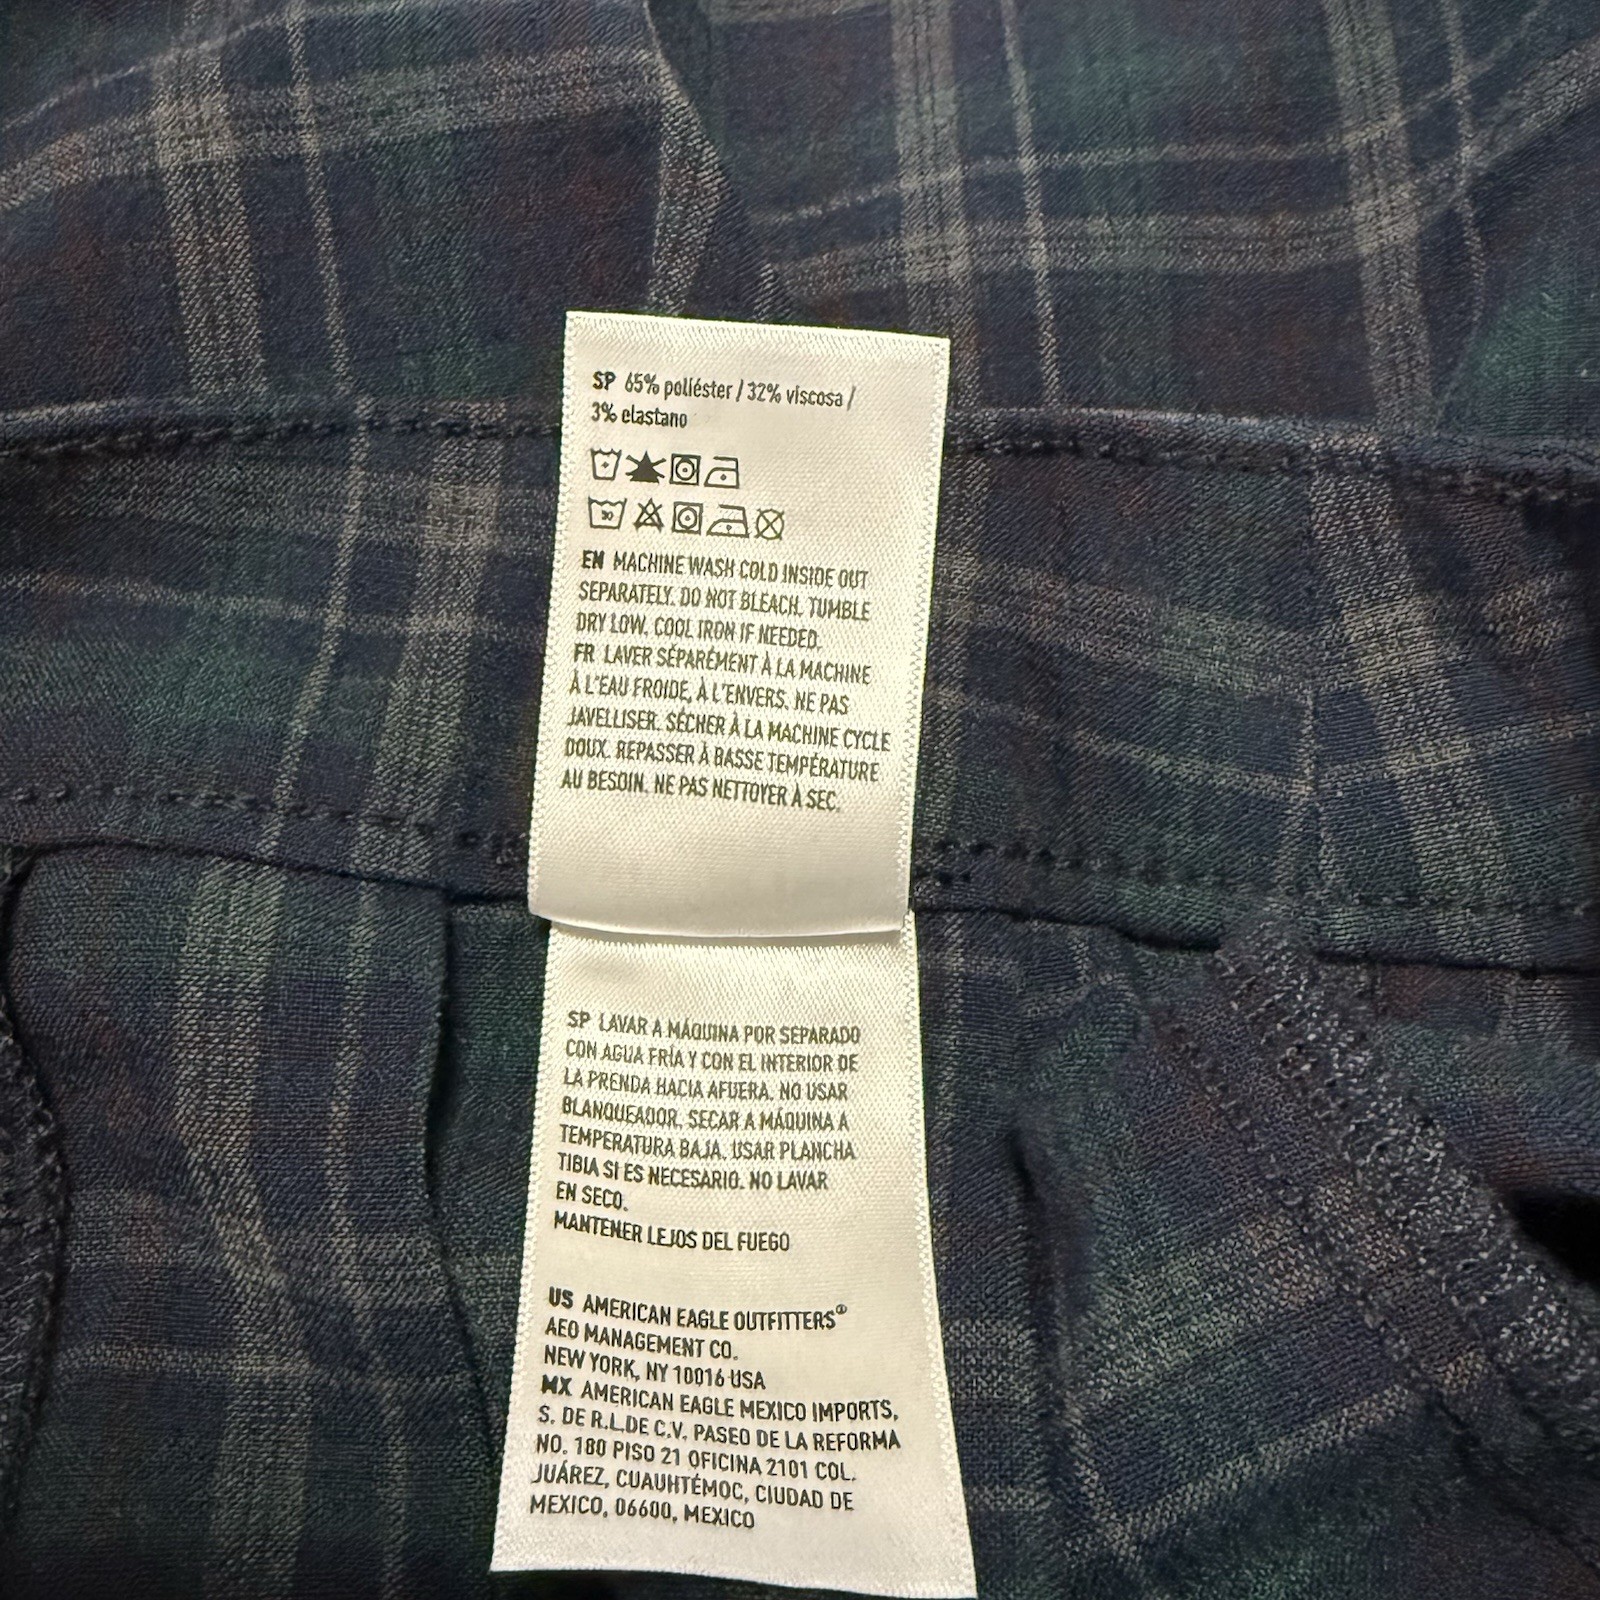 SP 65% poliéster / 32% viscosa /
3% elastano
30
EN MACHINE WASH COLD INSIDE OUT
SEPARATELY. DO NOT BLEACH. TUMBLE
DRY LOW. COOL IRON IF NEEDED.
FR LAVER SÉPARÉMENT À LA MACHINE
À L'EAU FROIDE, À L'ENVERS. NE PAS
JAVELLISER. SÉCHER À LA MACHINE CYCLE
DOUX. REPASSER À BASSE TEMPÉRATURE
AU BESOIN. NE PAS NETTOYER À SEC.
SP LAVAR A MÁQUINA POR SEPARADO
CON AGUA FRÍA Y CON EL INTERIOR DE
LA PRENDA HACIA AFUERA. NO USAR
BLANQUEADOR. SECAR A MÁQUINA A
TEMPERATURA BAJA. USAR PLANCHA
TIBIA SI ES NECESARIO. NO LAVAR
EN SECO.
MANTENER LEJOS DEL FUEGO
US AMERICAN EAGLE OUTFITTERS®
AEO MANAGEMENT CO.
NEW YORK, NY 10016 USA
MX AMERICAN EAGLE MEXICO IMPORTS,
S. DE R.L.DE C.V. PASEO DE LA REFORMA
NO. 180 PISO 21 OFICINA 2101 COL.
JUÁREZ, CUAUHTÉMOC, CIUDAD DE
MEXICO, 06600, MEXICO